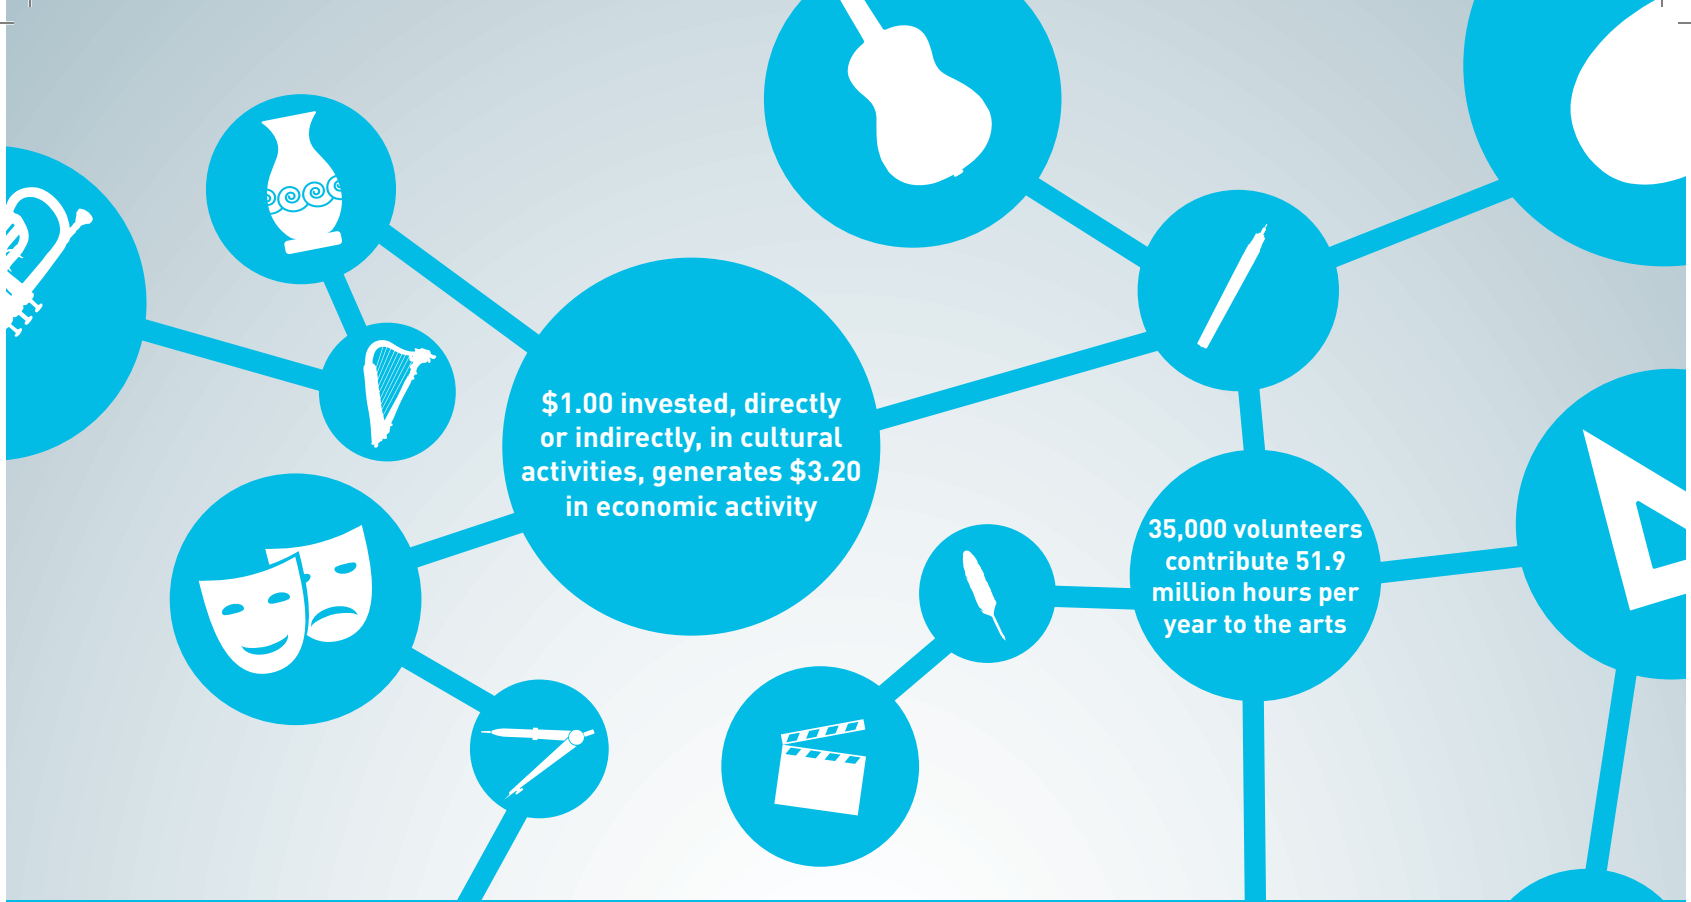 $1.00 invested, directly
or indirectly, in cultural
activities, generates $3.20
in economic activity
35,000 volunteers
contribute 51.9
million hours per
year to the arts